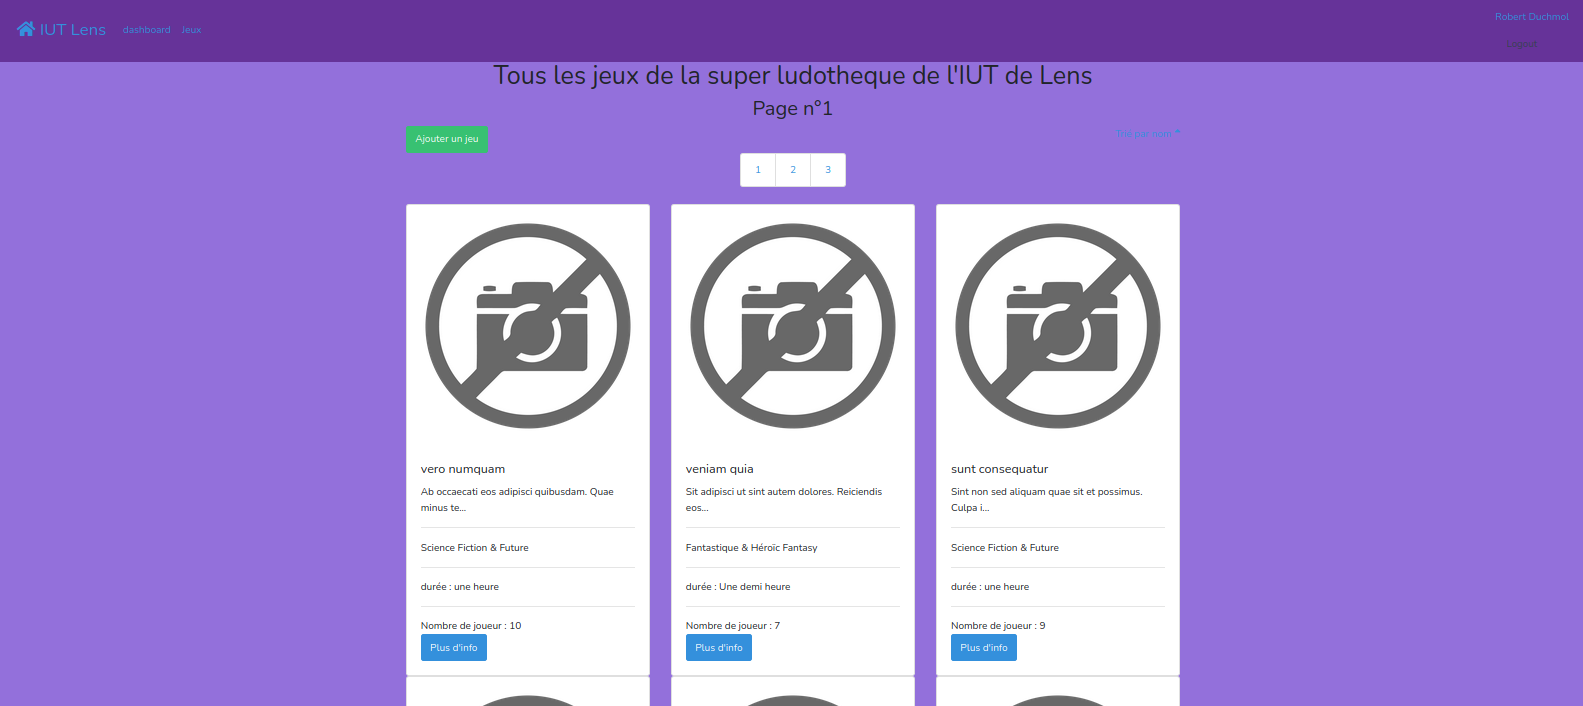 IUT Lens
dashboard
Jeux
Robert Duchmol
Logout
Tous les jeux de la super ludotheque de l'IUT de Lens
Page n°1
Ajouter un jeu
Trié par nom ^
1 2 3
vero numquam
Ab occaecati eos adipisci quibusdam. Quae
minus te...
Science Fiction & Future
durée : une heure
Nombre de joueur : 10
Plus d'info
veniam quia
Sit adipisci ut sint autem dolores. Reiciendis
eos...
Fantastique & Héroïc Fantasy
durée : Une demi heure
Nombre de joueur : 7
Plus d'info
sunt consequatur
Sint non sed aliquam quae sit et possimus.
Culpa i...
Science Fiction & Future
durée : une heure
Nombre de joueur : 9
Plus d'info